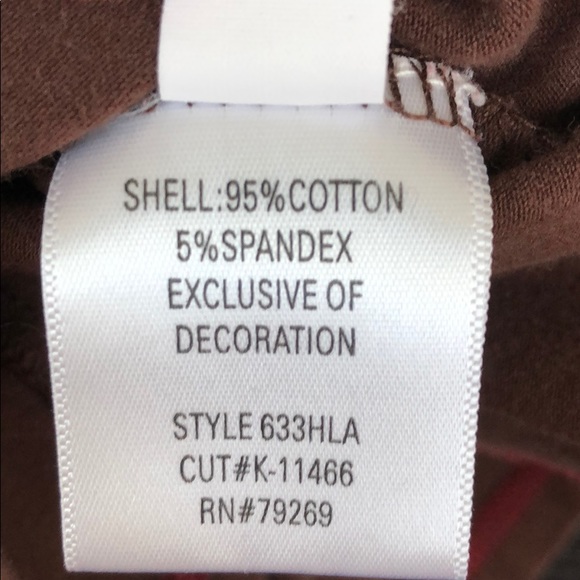 SHELL:95%COTTON
5%SPANDEX
EXCLUSIVE OF
DECORATION
STYLE 633HLA
CUT#K-11466
RN#79269